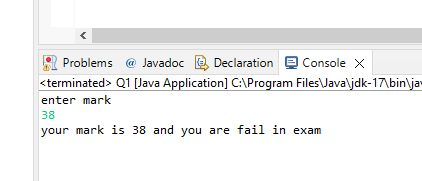 Problems @ Javadoc Declaration Console
<terminated> Q1 [Java Application] C:\Program Files\Java\jdk-17\bin\jav
enter mark
38
your mark is 38 and you are fail in exam